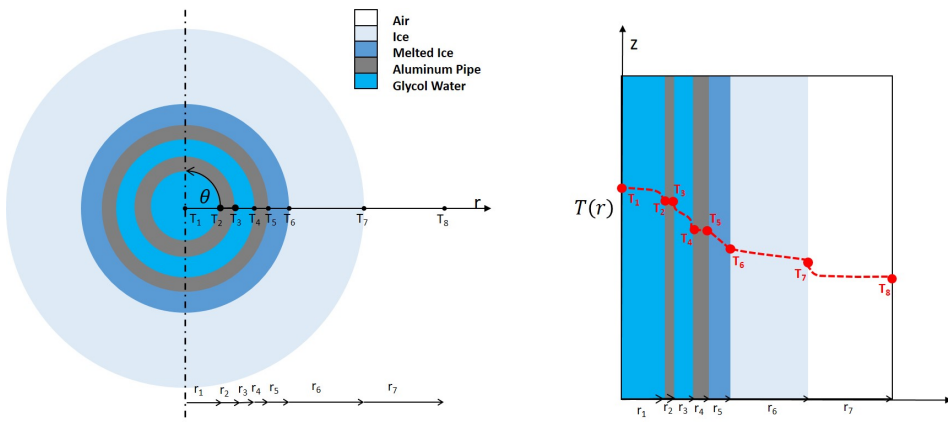 Air
Ice
Melted Ice
Aluminum Pipe
Glycol Water
θ
r
T1 T2 T3 T4 T5 T6 T7 T8
r1 r2 r3 r4 r5 r6 r7
Z
T(r)
T1
T2
T3
T4
T5
T6
T7
T8
r1 r2 r3 r4 r5 r6 r7